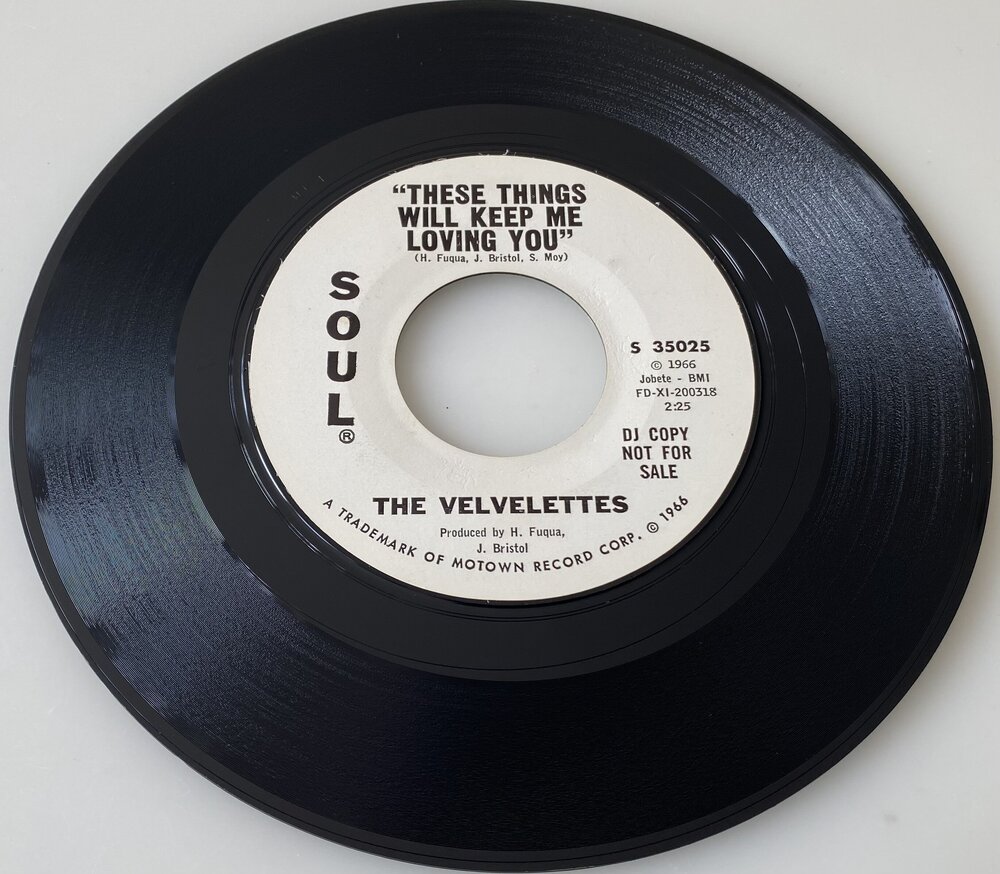 “THESE THINGS
WILL KEEP ME
LOVING YOU”
(H. Fuqua, J. Bristol, S. Moy)
SOUL®
S 35025
© 1966
Jobete - BMI
FD-XI-200318
2:25
DJ COPY
NOT FOR
SALE
THE VELVELETTES
Produced by H. Fuqua,
J. Bristol
A TRADEMARK OF MOTOWN RECORD CORP. © 1966